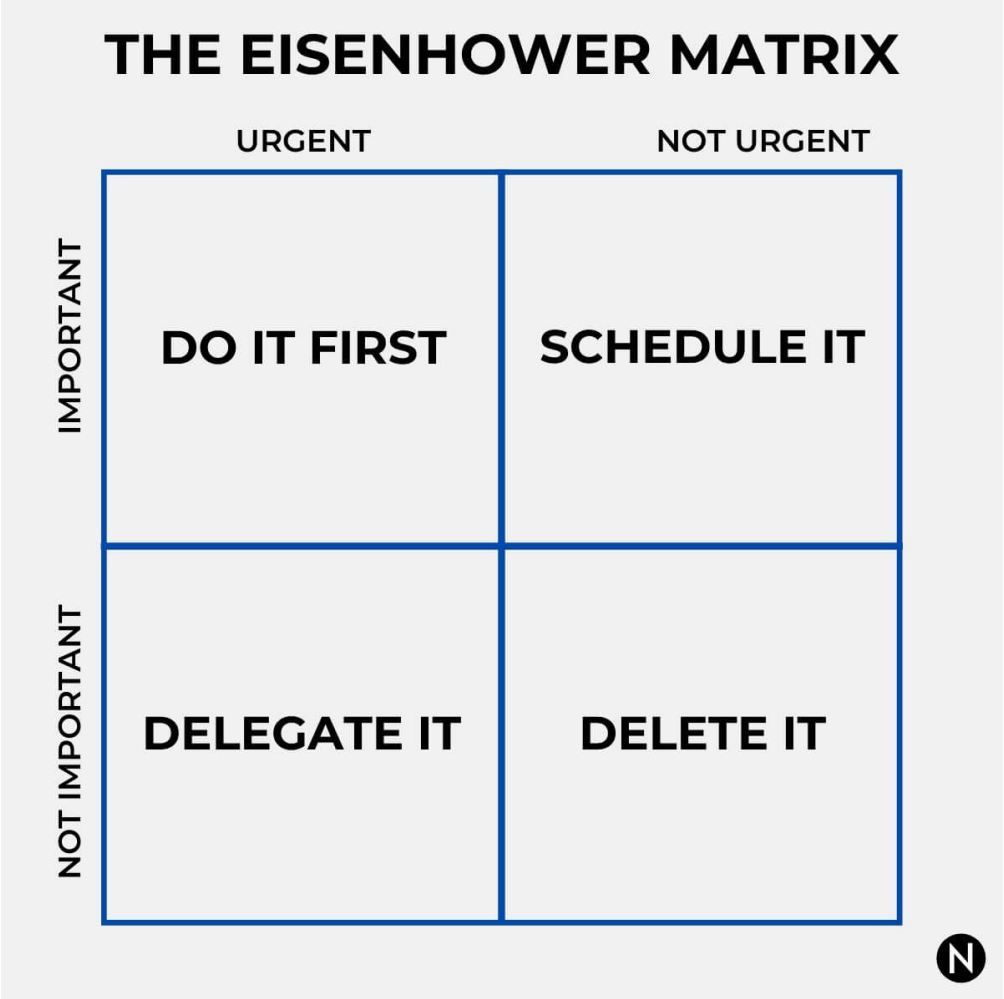 THE EISENHOWER MATRIX
URGENT
NOT URGENT
IMPORTANT
DO IT FIRST
SCHEDULE IT
NOT IMPORTANT
DELEGATE IT
DELETE IT
N